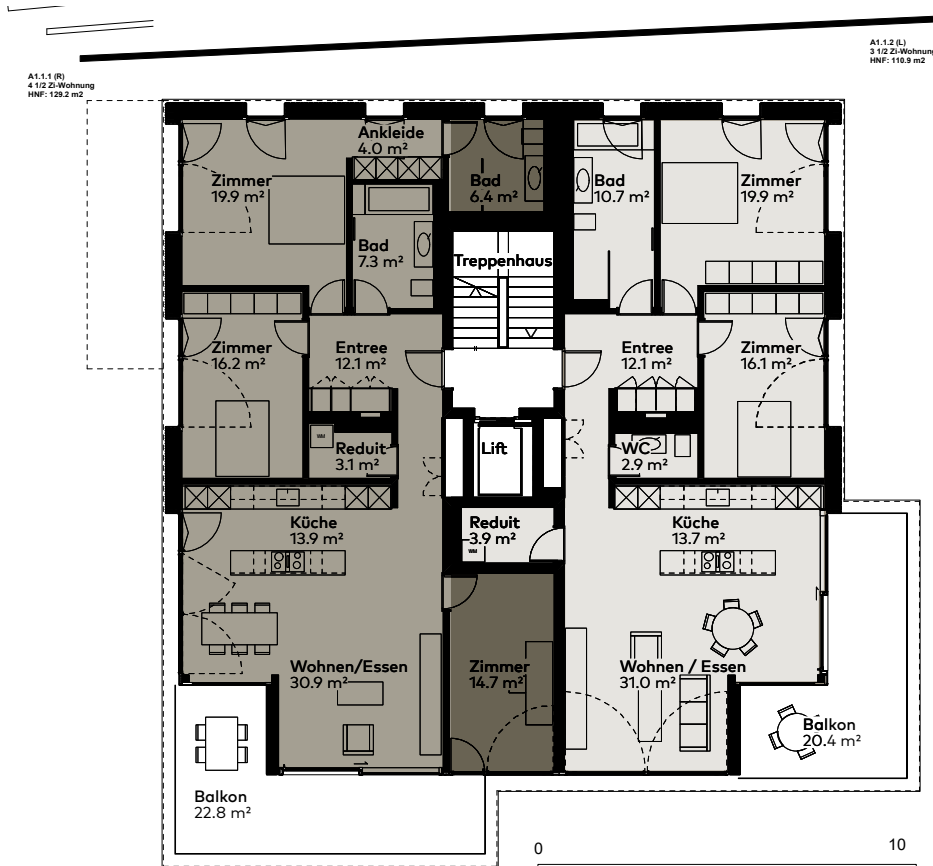 A1.1.2 (L)
3 1/2 Zi-Wohnung
HNF: 110.9 m2
A1.1.1 (R)
4 1/2 Zi-Wohnung
HNF: 129.2 m2
Ankleide
4.0 m²
Zimmer
19.9 m²
Bad
6.4 m²
Bad
10.7 m²
Zimmer
19.9 m²
Bad
7.3 m²
Treppenhaus
Zimmer
16.2 m²
Entree
12.1 m²
Entree
12.1 m²
Zimmer
16.1 m²
WM
Reduit
3.1 m²
Lift
WC
2.9 m²
Küche
13.9 m²
Reduit
3.9 m²
WM
Küche
13.7 m²
Wohnen/Essen
30.9 m²
Zimmer
14.7 m²
Wohnen / Essen
31.0 m²
Balkon
20.4 m²
Balkon
22.8 m²
0
10